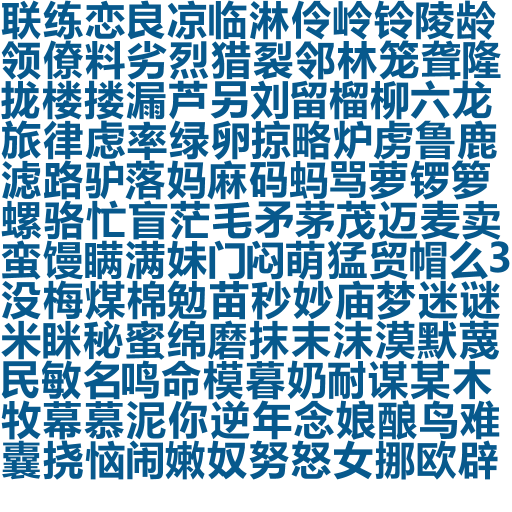 联练恋良凉临淋伶岭铃陵龄
领僚料劣烈猎裂邻林笼聋隆
拢楼搂漏芦另刘留榴柳六龙
旅律虑率绿卵掠略炉虏鲁鹿
滤路驴落妈麻码蚂骂萝锣箩
螺骆忙盲茫毛矛茅茂迈麦卖
蛮馒瞒满妹门闷萌猛贸帽么3
没梅煤棉勉苗秒妙庙梦迷谜
米眯秘蜜绵磨抹末沫漠默蔑
民敏名鸣命模暮奶耐谋某木
牧幕慕泥你逆年念娘酿鸟难
囊挠恼闹嫩奴努怒女挪欧辟